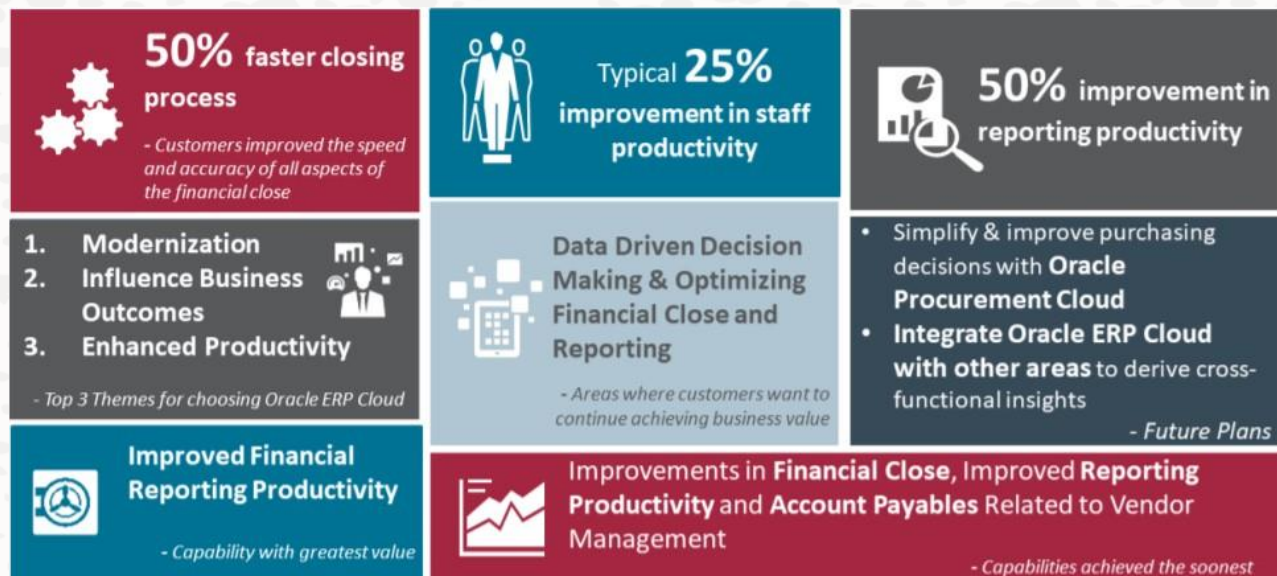 50% faster closing
process
- Customers improved the speed
and accuracy of all aspects of
the financial close
Typical 25%
improvement in staff
productivity
50% improvement in
reporting productivity
1. Modernization
2. Influence Business
Outcomes
3. Enhanced Productivity
- Top 3 Themes for choosing Oracle ERP Cloud
Data Driven Decision
Making & Optimizing
Financial Close and
Reporting
- Areas where customers want to
continue achieving business value
• Simplify & improve purchasing
decisions with Oracle
Procurement Cloud
• Integrate Oracle ERP Cloud
with other areas to derive cross-
functional insights
- Future Plans
Improved Financial
Reporting Productivity
- Capability with greatest value
Improvements in Financial Close, Improved Reporting
Productivity and Account Payables Related to Vendor
Management
- Capabilities achieved the soonest